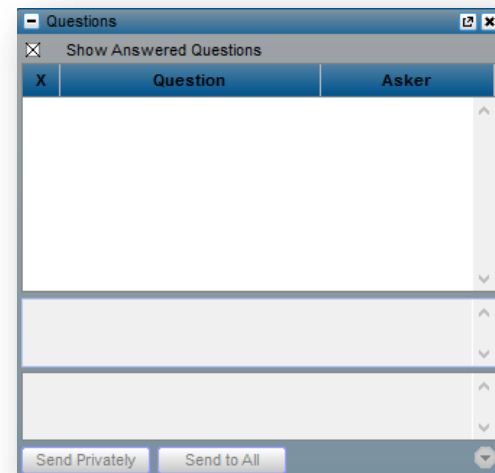 Questions
Show Answered Questions
X Question Asker
Send Privately Send to All